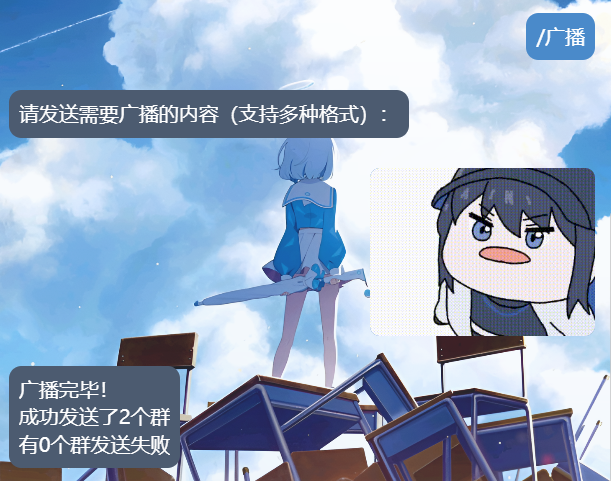 /广播
请发送需要广播的内容（支持多种格式）：
广播完毕！
成功发送了2个群
有0个群发送失败